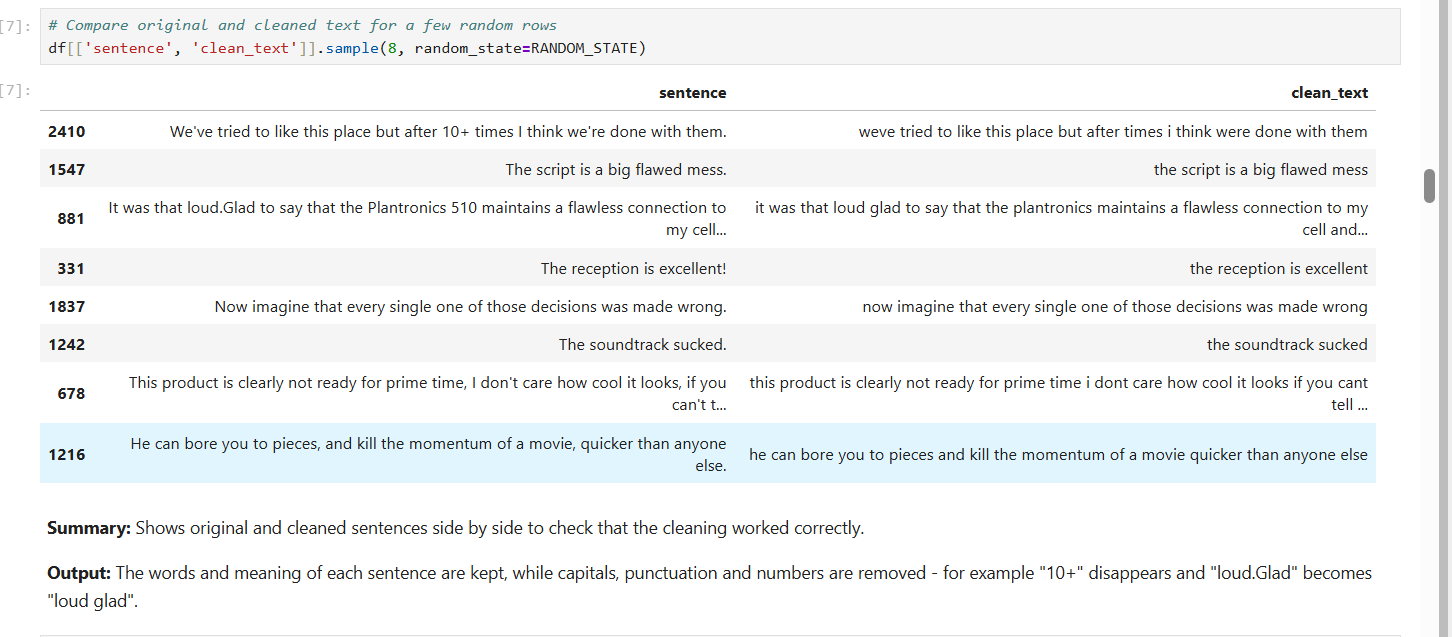 [7]: # Compare original and cleaned text for a few random rows
df[['sentence', 'clean_text']].sample(8, random_state=RANDOM_STATE)
[7]:
sentence clean_text
2410 We've tried to like this place but after 10+ times I think we're done with them. weve tried to like this place but after times i think were done with them
1547 The script is a big flawed mess. the script is a big flawed mess
881 It was that loud.Glad to say that the Plantronics 510 maintains a flawless connection to it was that loud glad to say that the plantronics maintains a flawless connection to my
my cell... cell and...
331 The reception is excellent! the reception is excellent
1837 Now imagine that every single one of those decisions was made wrong. now imagine that every single one of those decisions was made wrong
1242 The soundtrack sucked. the soundtrack sucked
678 This product is clearly not ready for prime time, I don't care how cool it looks, if you this product is clearly not ready for prime time i dont care how cool it looks if you cant
can't t... tell ...
1216 He can bore you to pieces, and kill the momentum of a movie, quicker than anyone he can bore you to pieces and kill the momentum of a movie quicker than anyone else
else.
Summary: Shows original and cleaned sentences side by side to check that the cleaning worked correctly.
Output: The words and meaning of each sentence are kept, while capitals, punctuation and numbers are removed - for example "10+" disappears and "loud.Glad" becomes
"loud glad".